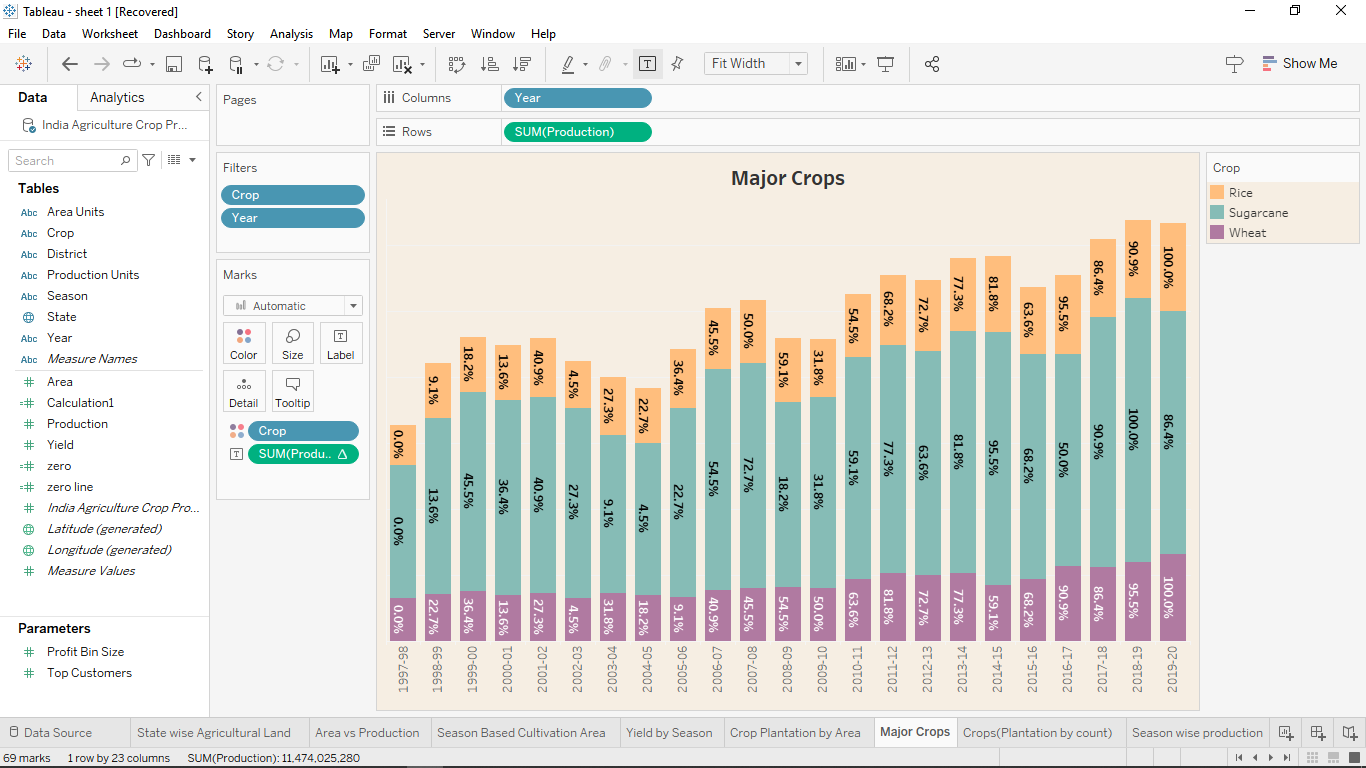 Tableau - sheet 1 [Recovered]
File Data Worksheet Dashboard Story Analysis Map Format Server Window Help
Fit Width
Show Me
Data Analytics
India Agriculture Crop Pr...
Search
Tables
Abc Area Units
Abc Crop
Abc District
Abc Production Units
Abc Season
State
Abc Year
Abc Measure Names
Area
Calculation1
Production
Yield
zero
zero line
India Agriculture Crop Pro...
Latitude (generated)
Longitude (generated)
Measure Values
Parameters
Profit Bin Size
Top Customers
Pages
Filters
Crop
Year
Marks
Automatic
Color Size Label
Detail Tooltip
Crop
SUM(Produ.. Δ
Columns Year
Rows SUM(Production)
Major Crops
0.0% 9.1% 18.2% 13.6% 40.9% 4.5% 27.3% 22.7% 36.4% 45.5% 50.0% 59.1% 31.8% 54.5% 68.2% 72.7% 77.3% 81.8% 63.6% 95.5% 86.4% 90.9% 100.0%
0.0% 13.6% 45.5% 36.4% 40.9% 27.3% 9.1% 4.5% 22.7% 54.5% 72.7% 18.2% 31.8% 59.1% 77.3% 63.6% 81.8% 95.5% 68.2% 50.0% 90.9% 100.0% 86.4%
0.0% 22.7% 36.4% 13.6% 27.3% 4.5% 31.8% 18.2% 9.1% 40.9% 45.5% 54.5% 50.0% 63.6% 81.8% 72.7% 77.3% 59.1% 68.2% 90.9% 86.4% 95.5% 100.0%
1997-98 1998-99 1999-00 2000-01 2001-02 2002-03 2003-04 2004-05 2005-06 2006-07 2007-08 2008-09 2009-10 2010-11 2011-12 2012-13 2013-14 2014-15 2015-16 2016-17 2017-18 2018-19 2019-20
Crop
Rice
Sugarcane
Wheat
Data Source State wise Agricultural Land Area vs Production Season Based Cultivation Area Yield by Season Crop Plantation by Area Major Crops Crops(Plantation by count) Season wise production
69 marks 1 row by 23 columns SUM(Production): 11,474,025,280